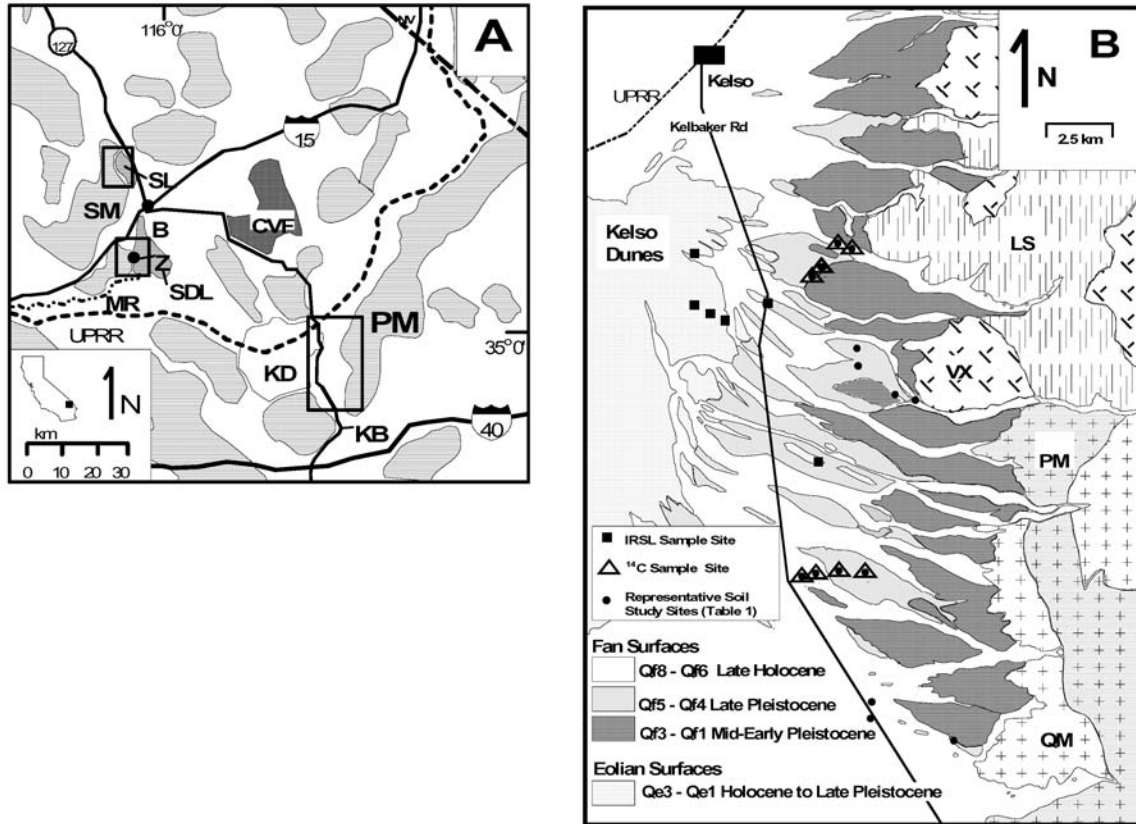 A
116°0'
NV
127
15
SL
SM
B
CVF
Z
SDL
MR
UPRR
PM
35°0'
KD
N
km
0 10 20 30
KB
40
B
UPRR
Kelso
N
Kelbaker Rd
2.5 km
Kelso
Dunes
LS
VX
PM
QM
IRSL Sample Site
14C Sample Site
Representative Soil
Study Sites (Table 1)
Fan Surfaces
Qf8 - Qf6 Late Holocene
Qf5 - Qf4 Late Pleistocene
Qf3 - Qf1 Mid-Early Pleistocene
Eolian Surfaces
Qe3 - Qe1 Holocene to Late Pleistocene